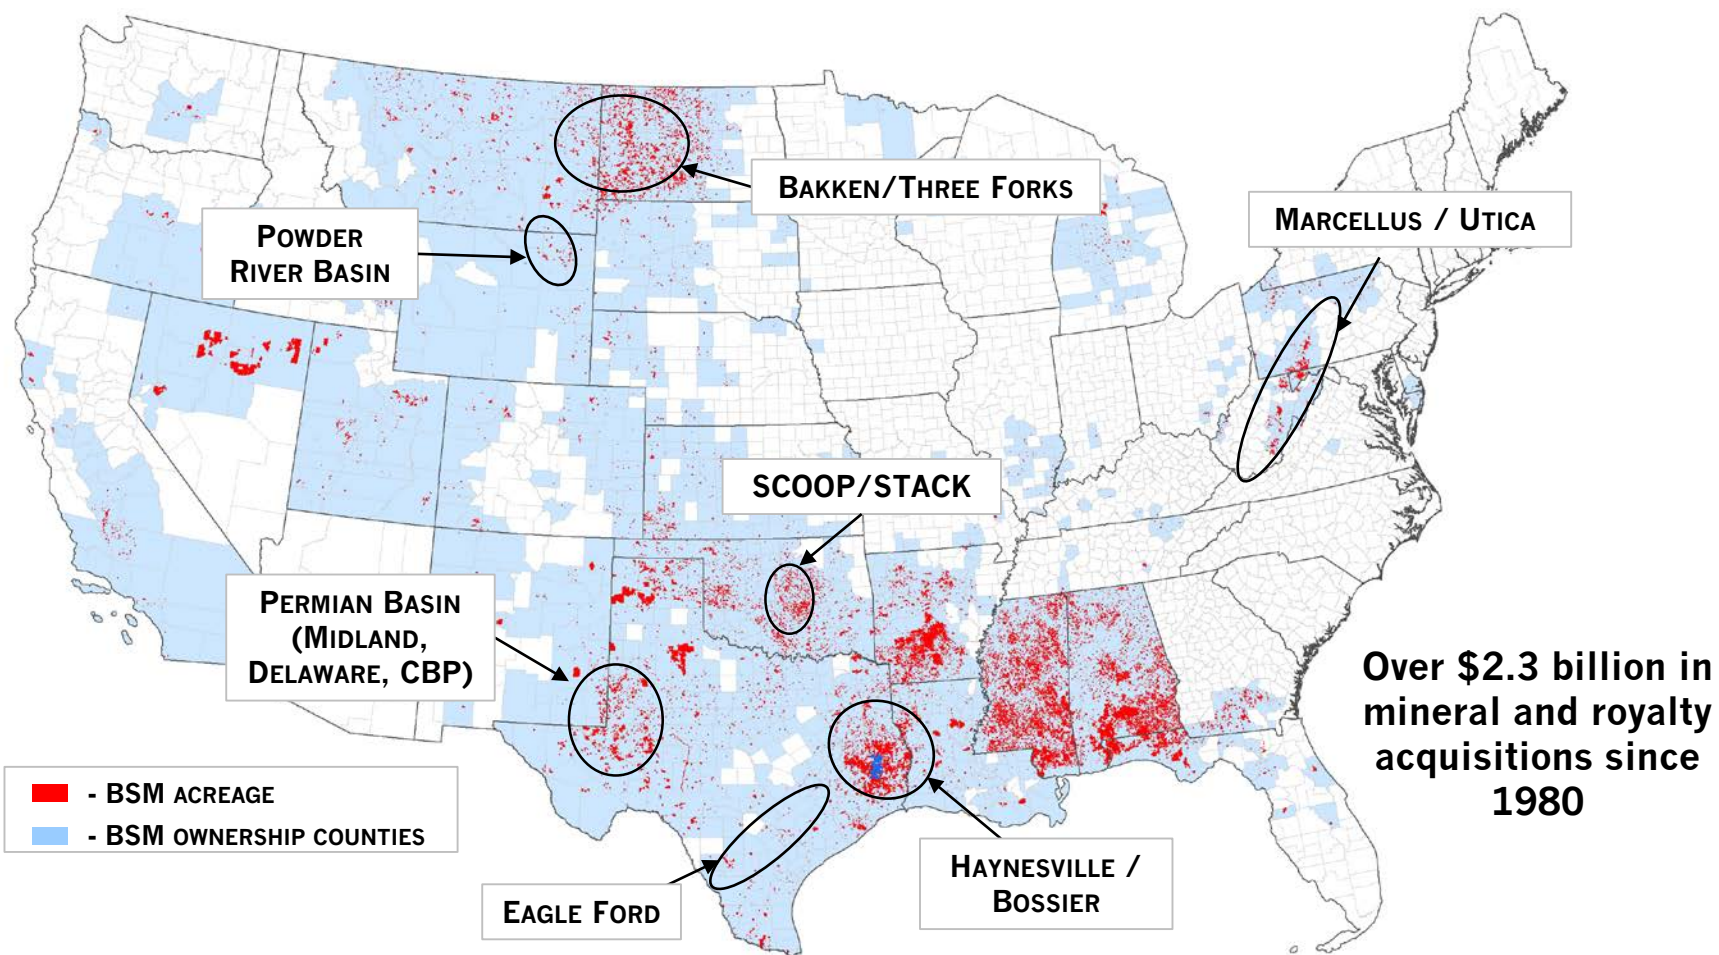 BAKKEN/THREE FORKS
MARCELLUS / UTICA
POWDER
RIVER BASIN
SCOOP/STACK
PERMIAN BASIN
(MIDLAND,
DELAWARE, CBP)
Over $2.3 billion in
mineral and royalty
acquisitions since
1980
- BSM ACREAGE
- BSM OWNERSHIP COUNTIES
HAYNESVILLE /
BOSSIER
EAGLE FORD